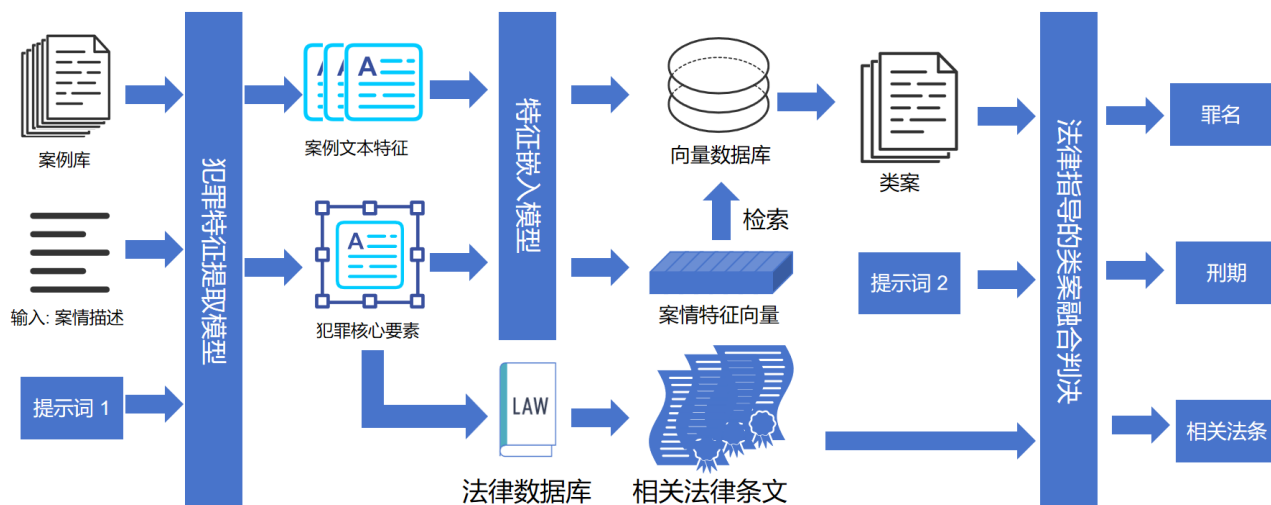 案例库
输入: 案情描述
提示词 1
犯罪特征提取模型
A
A
A
案例文本特征
A
犯罪核心要素
特征嵌入模型
LAW
法律数据库
向量数据库
检索
案情特征向量
相关法律条文
类案
提示词 2
法律指导的类案融合判决
罪名
刑期
相关法条